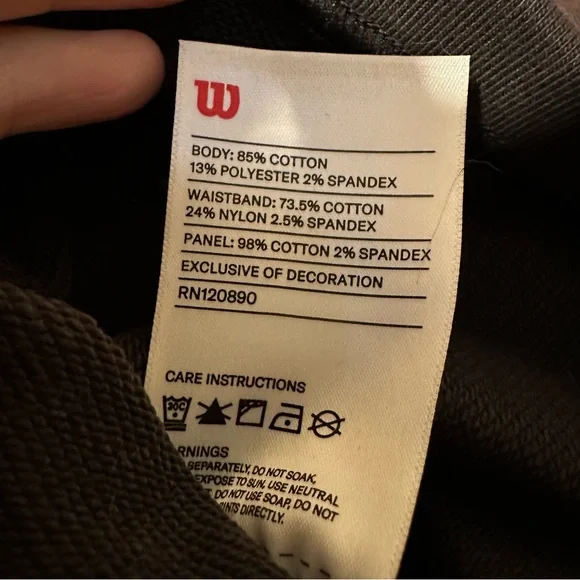 W
BODY: 85% COTTON
13% POLYESTER 2% SPANDEX
WAISTBAND: 73.5% COTTON
24% NYLON 2.5% SPANDEX
PANEL: 98% COTTON 2% SPANDEX
EXCLUSIVE OF DECORATION
RN120890
CARE INSTRUCTIONS
30C
RNINGS
SEPARATELY, DO NOT SOAK,
EXPOSE TO SUN, USE NEUTRAL
DO NOT USE SOAP, DO NOT
DIRECTLY.